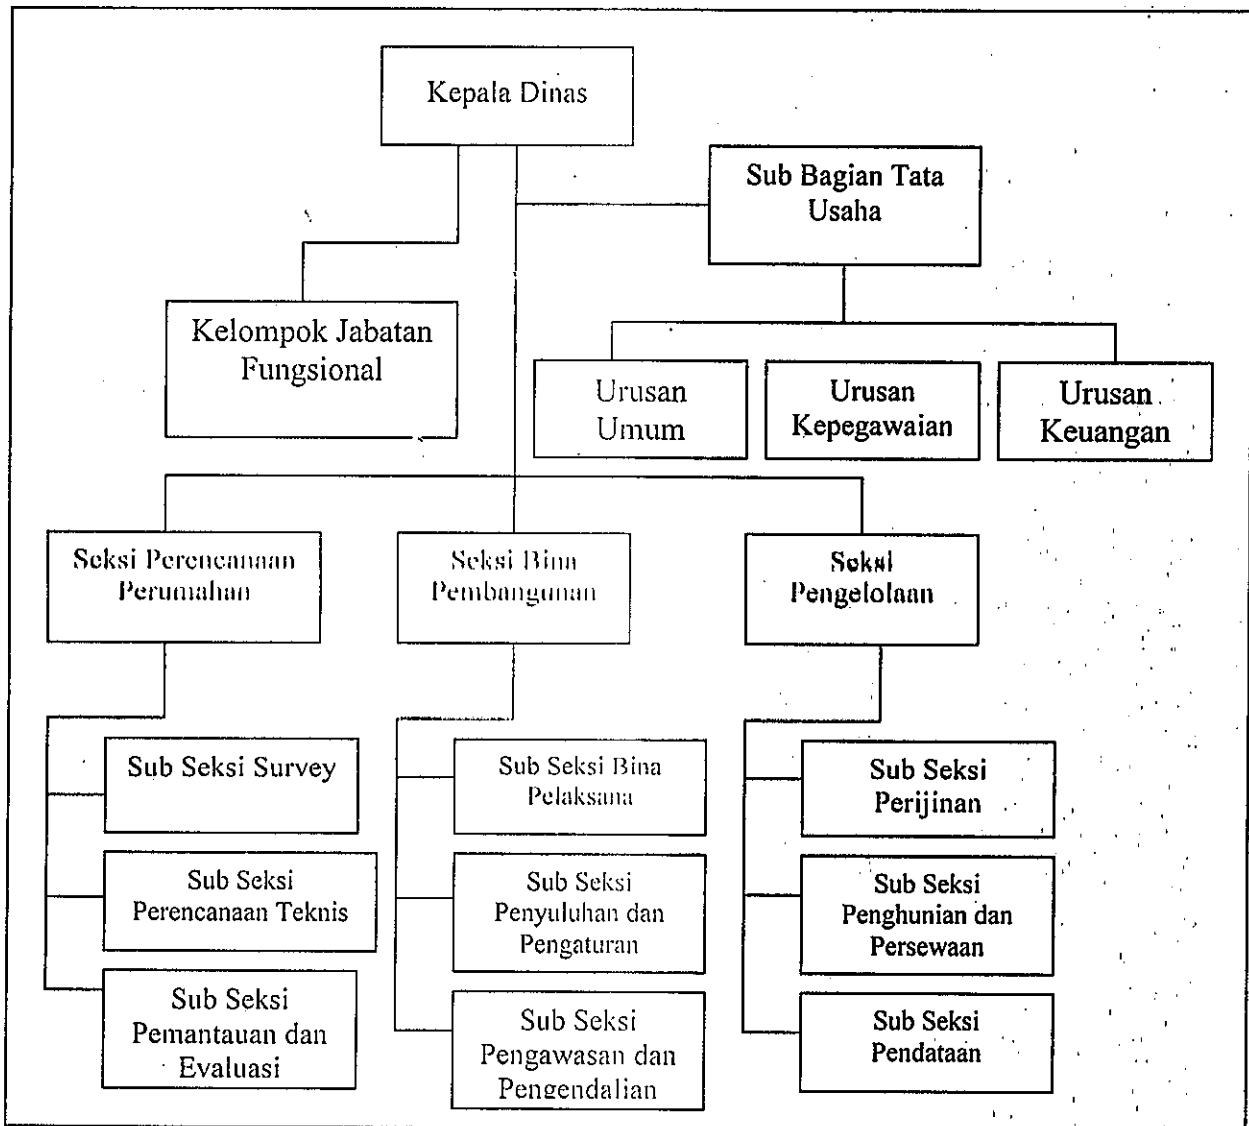 Kepala Dinas
Sub Bagian Tata
Usaha
Kelompok Jabatan
Fungsional
Urusan
Umum
Urusan
Kepegawaian
Urusan
Keuangan
Seksi Perencanaan
Perumahan
Seksi Bina
Pembangunan
Seksi
Pengelolaan
Sub Seksi Survey
Sub Seksi
Perencanaan Teknis
Sub Seksi
Pemantauan dan
Evaluasi
Sub Seksi Bina
Pelaksana
Sub Seksi
Penyuluhan dan
Pengaturan
Sub Seksi
Pengawasan dan
Pengendalian
Sub Seksi
Perijinan
Sub Seksi
Penghunian dan
Persewaan
Sub Seksi
Pendataan